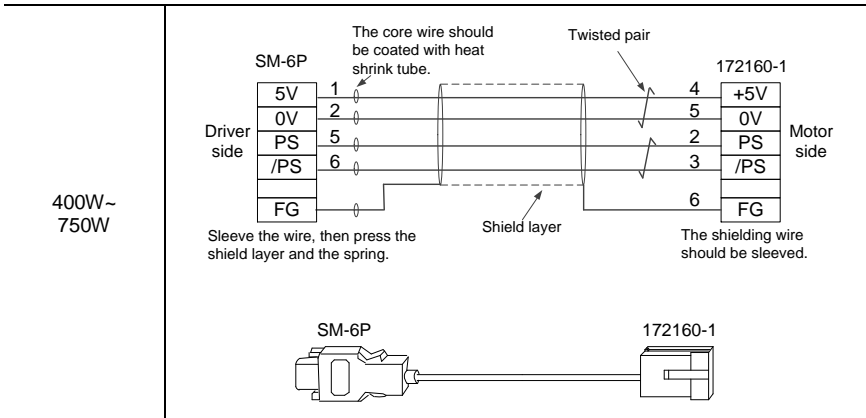 400W~
750W
The core wire should
be coated with heat
shrink tube.
Twisted pair
SM-6P
172160-1
Driver
side
5V 1 4 +5V
0V 2 5 0V
PS 5 2 PS
/PS 6 3 /PS
FG 6 FG
Motor
side
Sleeve the wire, then press the
shield layer and the spring.
Shield layer
The shielding wire
should be sleeved.
SM-6P
172160-1